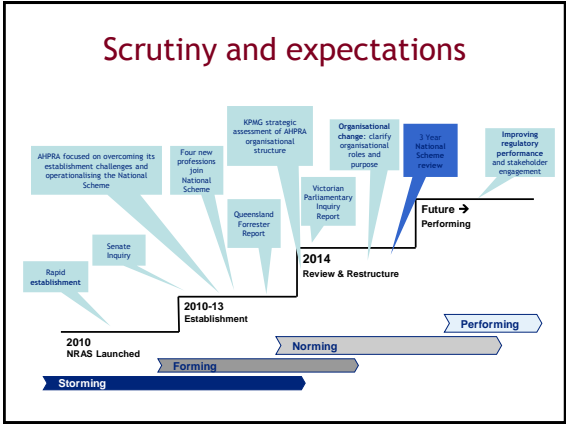 Scrutiny and expectations
AHPRA focused on overcoming its
establishment challenges and
operationalising the National
Scheme
Four new
professions
join
National
Scheme
KPMG strategic
assessment of AHPRA
organisational
structure
Organisational
change: clarify
organisational
roles and
purpose
3 Year
National
Scheme
review
Improving
regulatory
performance
and stakeholder
engagement
Rapid
establishment
Senate
Inquiry
Queensland
Forrester
Report
Victorian
Parliamentary
Inquiry
Report
2010
NRAS Launched
2010-13
Establishment
2014
Review & Restructure
Future →
Performing
Performing
Norming
Forming
Storming